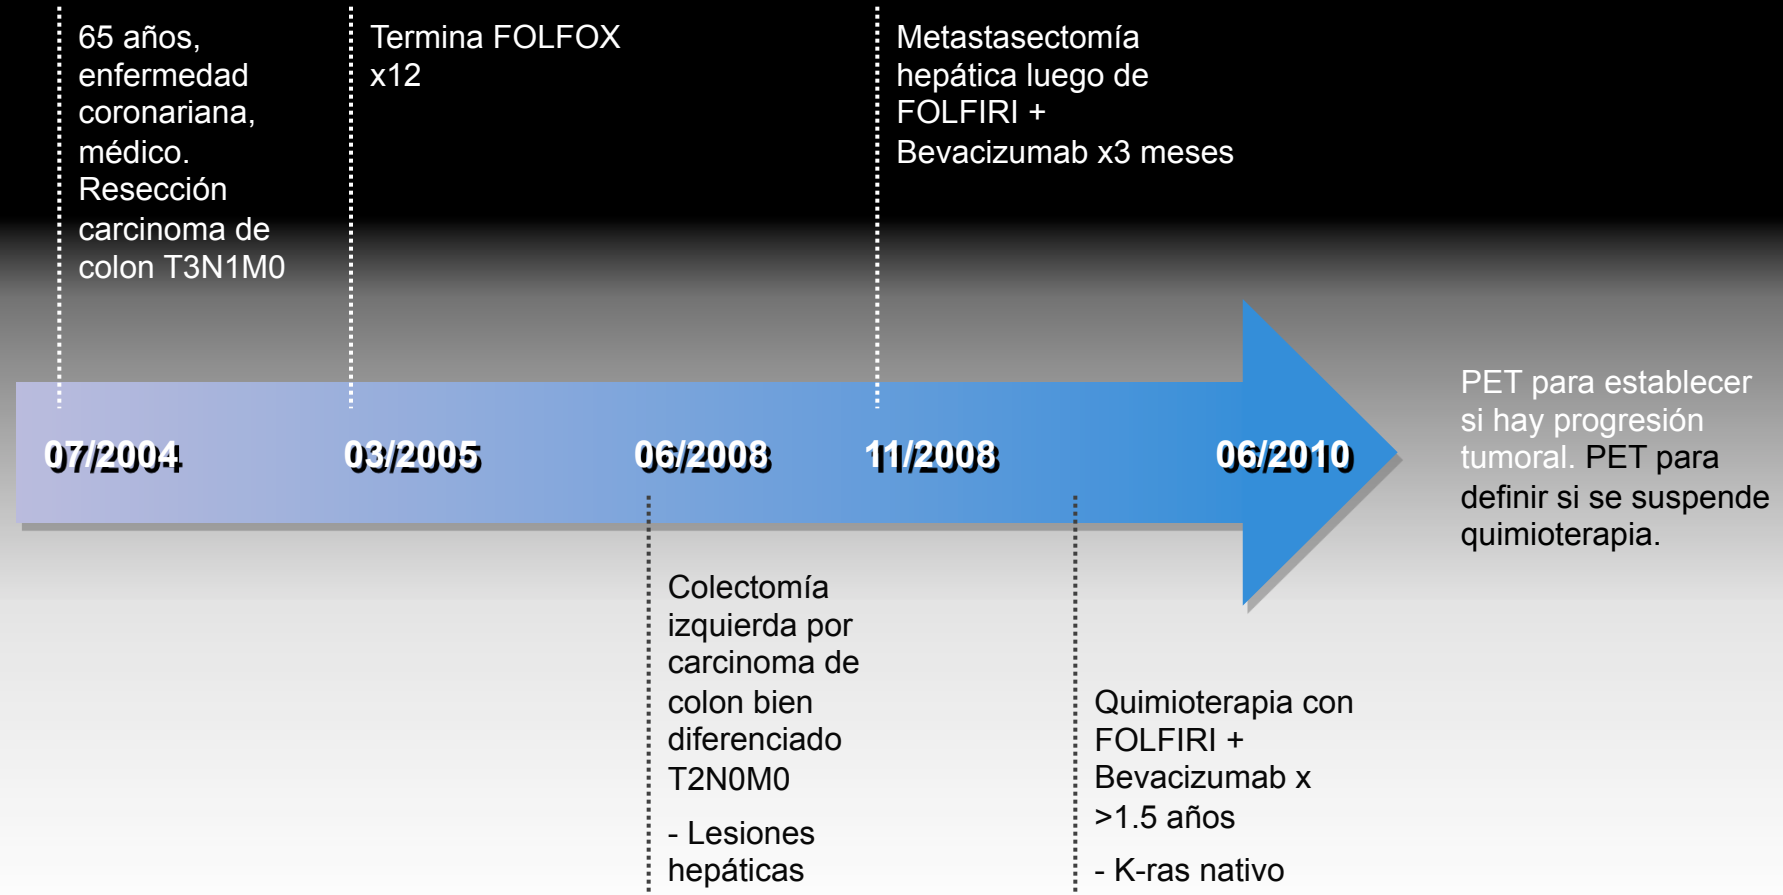 65 años,
enfermedad
coronariana,
médico.
Resección
carcinoma de
colon T3N1M0
Termina FOLFOX
x12
Metastasectomía
hepática luego de
FOLFIRI +
Bevacizumab x3 meses
07/2004
03/2005
06/2008
11/2008
06/2010
PET para establecer
si hay progresión
tumoral. PET para
definir si se suspende
quimioterapia.
Colectomía
izquierda por
carcinoma de
colon bien
diferenciado
T2N0M0
- Lesiones
hepáticas
Quimioterapia con
FOLFIRI +
Bevacizumab x
>1.5 años
- K-ras nativo